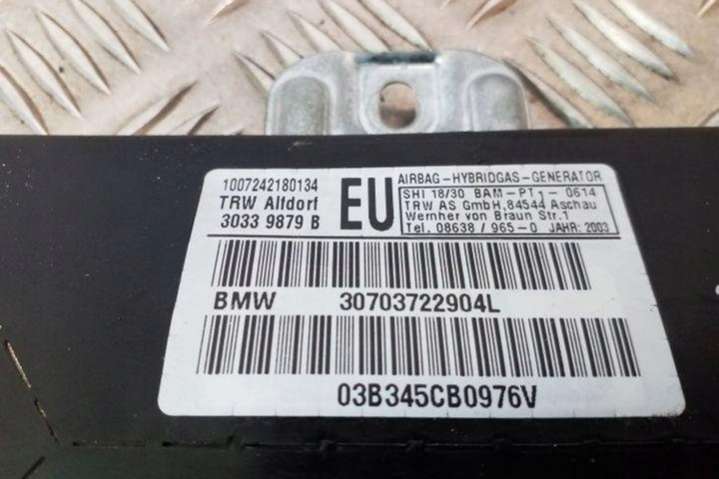 1007242180134
TRW Alfdorf
3033 9879 B
EU
AIRBAG-HYBRIDGAS-GENERATOR
SHI 18/30 BAM-PT1-0614
TRW AS GmbH,84544 Aschau
Wernher von Braun Str.1
Tel. 08638 / 965-0 JAHR: 2003
BMW 30703722904L
03B345CB0976V